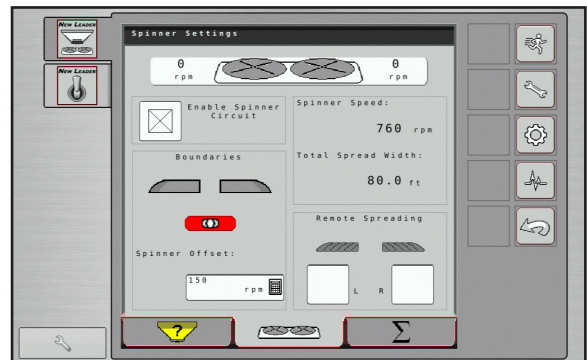 NEW LEADER
NEW LEADER
Spinner Settings
0
rpm
0
rpm
Enable Spinner
Circuit
Spinner Speed:
760 rpm
Total Spread Width:
80.0 ft
Boundaries
Spinner Offset:
150
rpm
Remote Spreading
L R
?
Σ